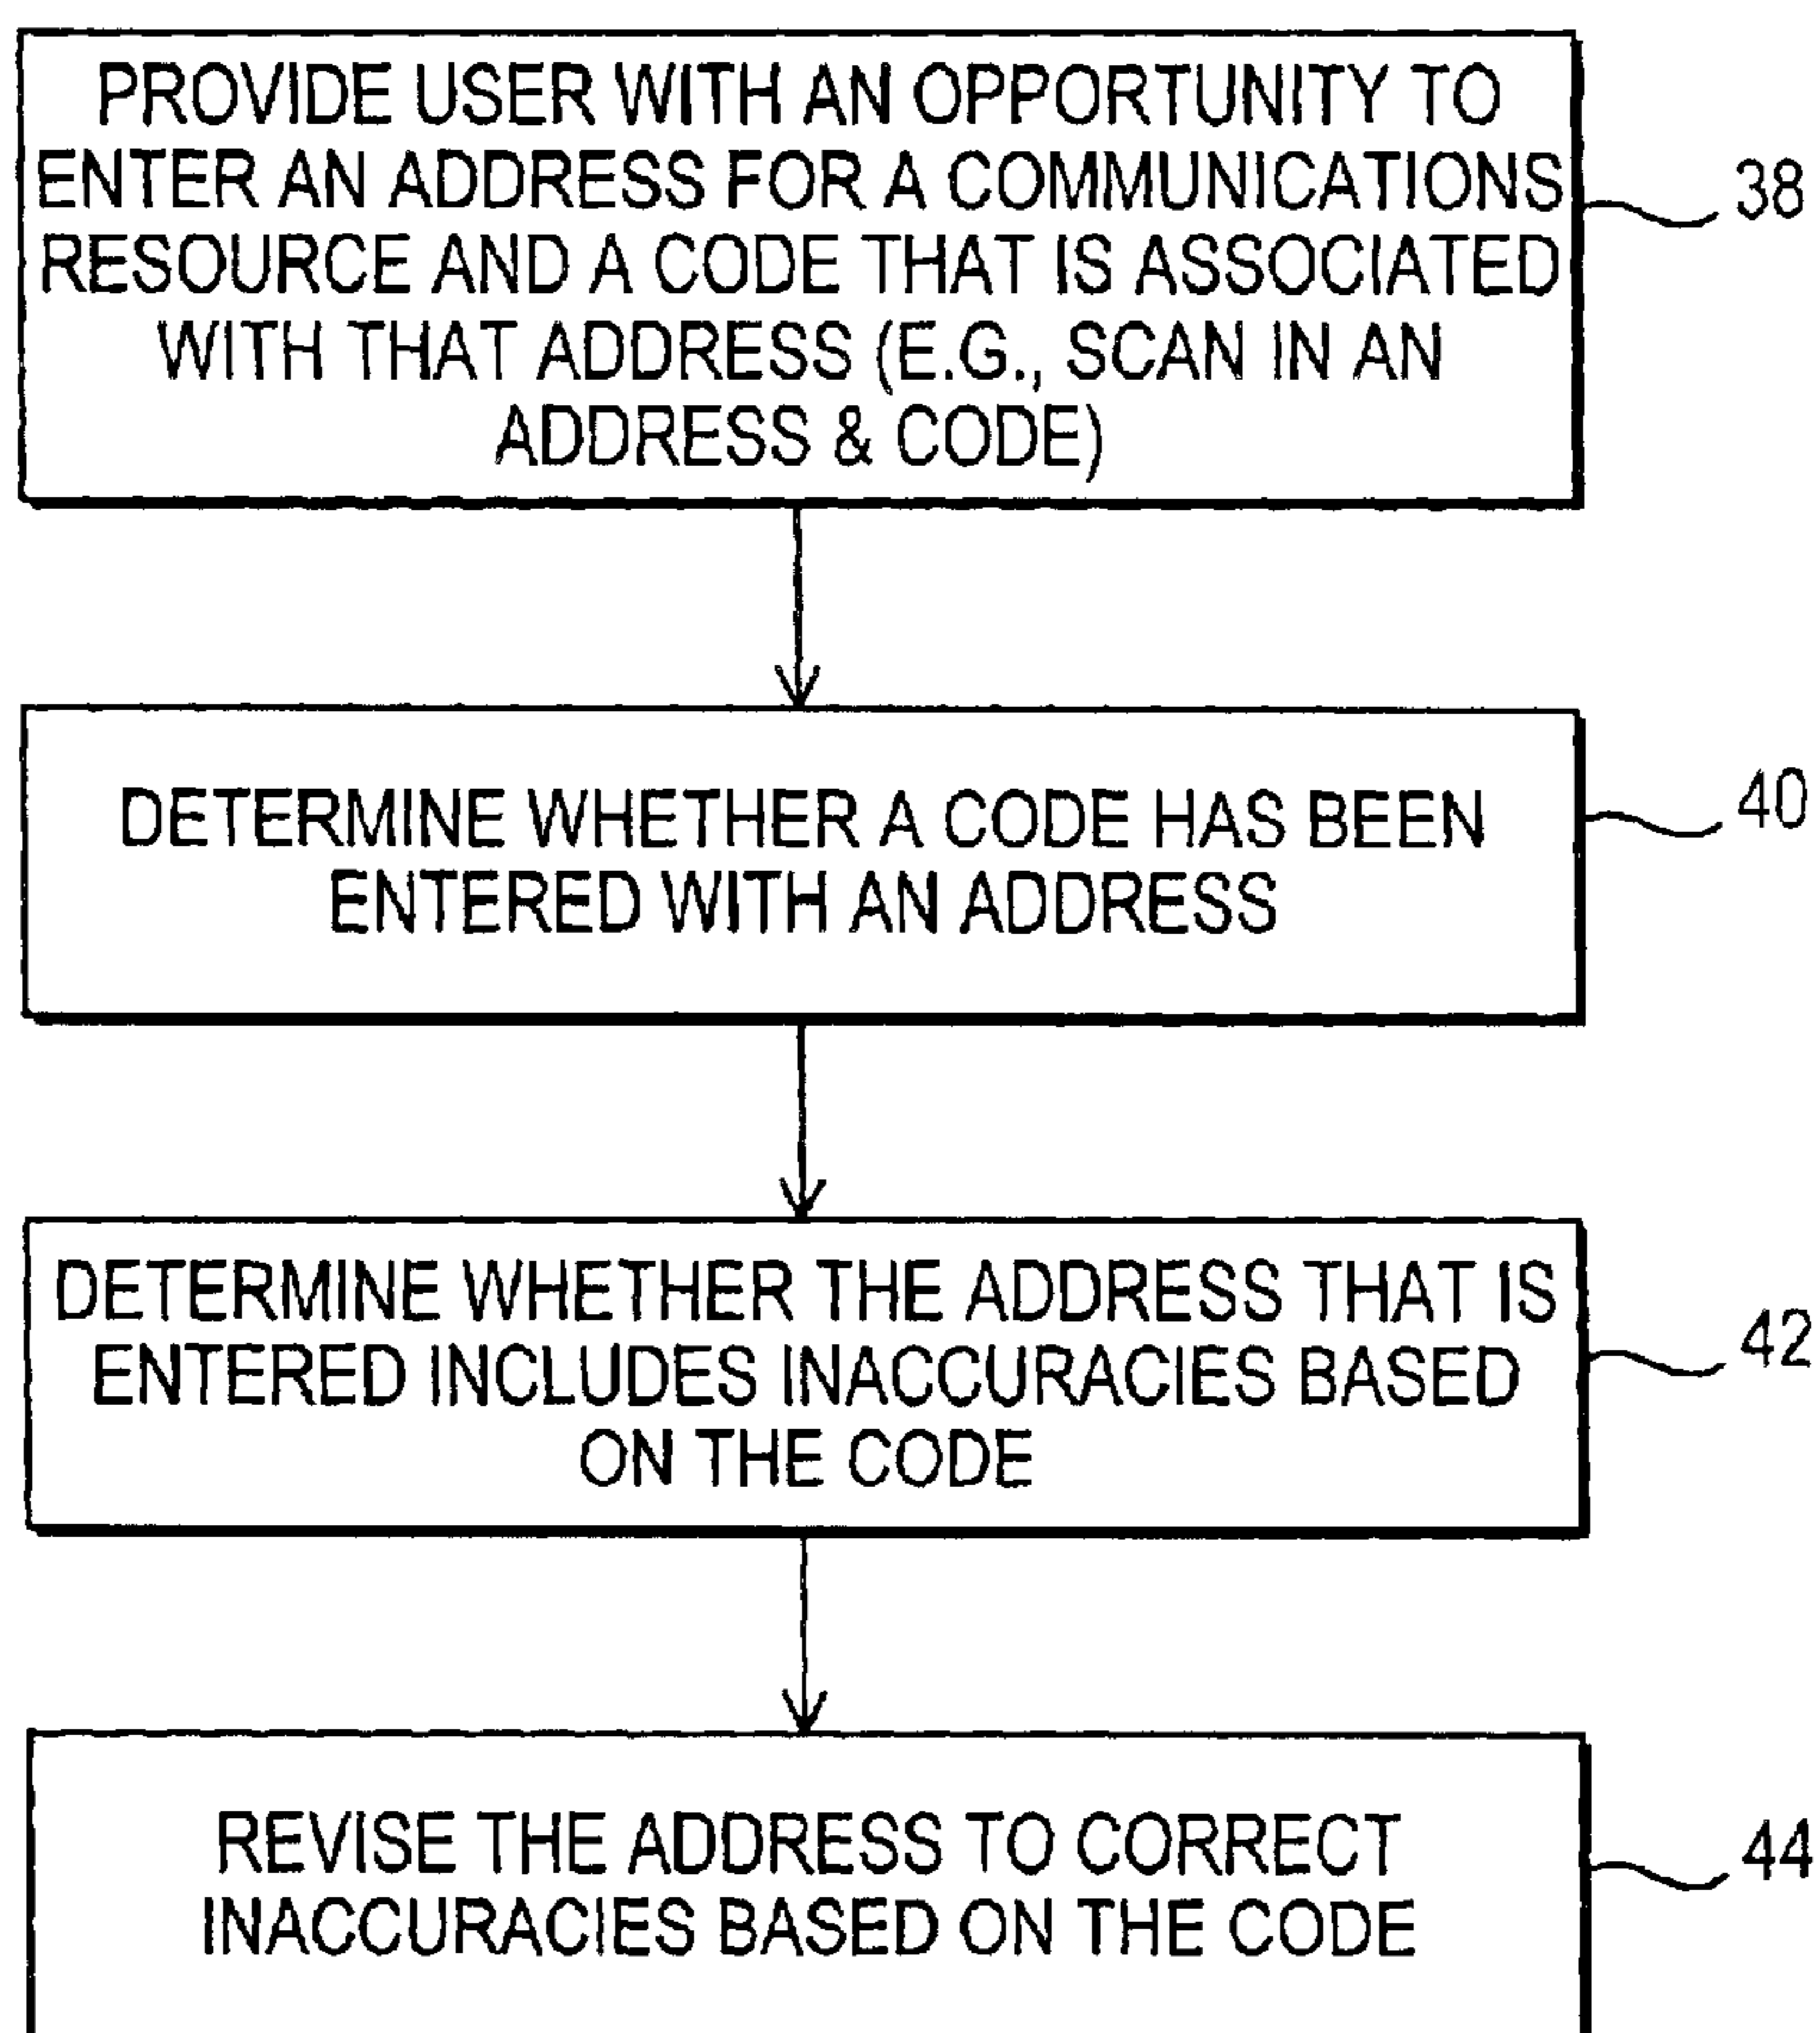 PROVIDE USER WITH AN OPPORTUNITY TO
ENTER AN ADDRESS FOR A COMMUNICATIONS
RESOURCE AND A CODE THAT IS ASSOCIATED
WITH THAT ADDRESS (E.G., SCAN IN AN
ADDRESS & CODE)
38
DETERMINE WHETHER A CODE HAS BEEN
ENTERED WITH AN ADDRESS
40
DETERMINE WHETHER THE ADDRESS THAT IS
ENTERED INCLUDES INACCURACIES BASED
ON THE CODE
42
REVISE THE ADDRESS TO CORRECT
INACCURACIES BASED ON THE CODE
44